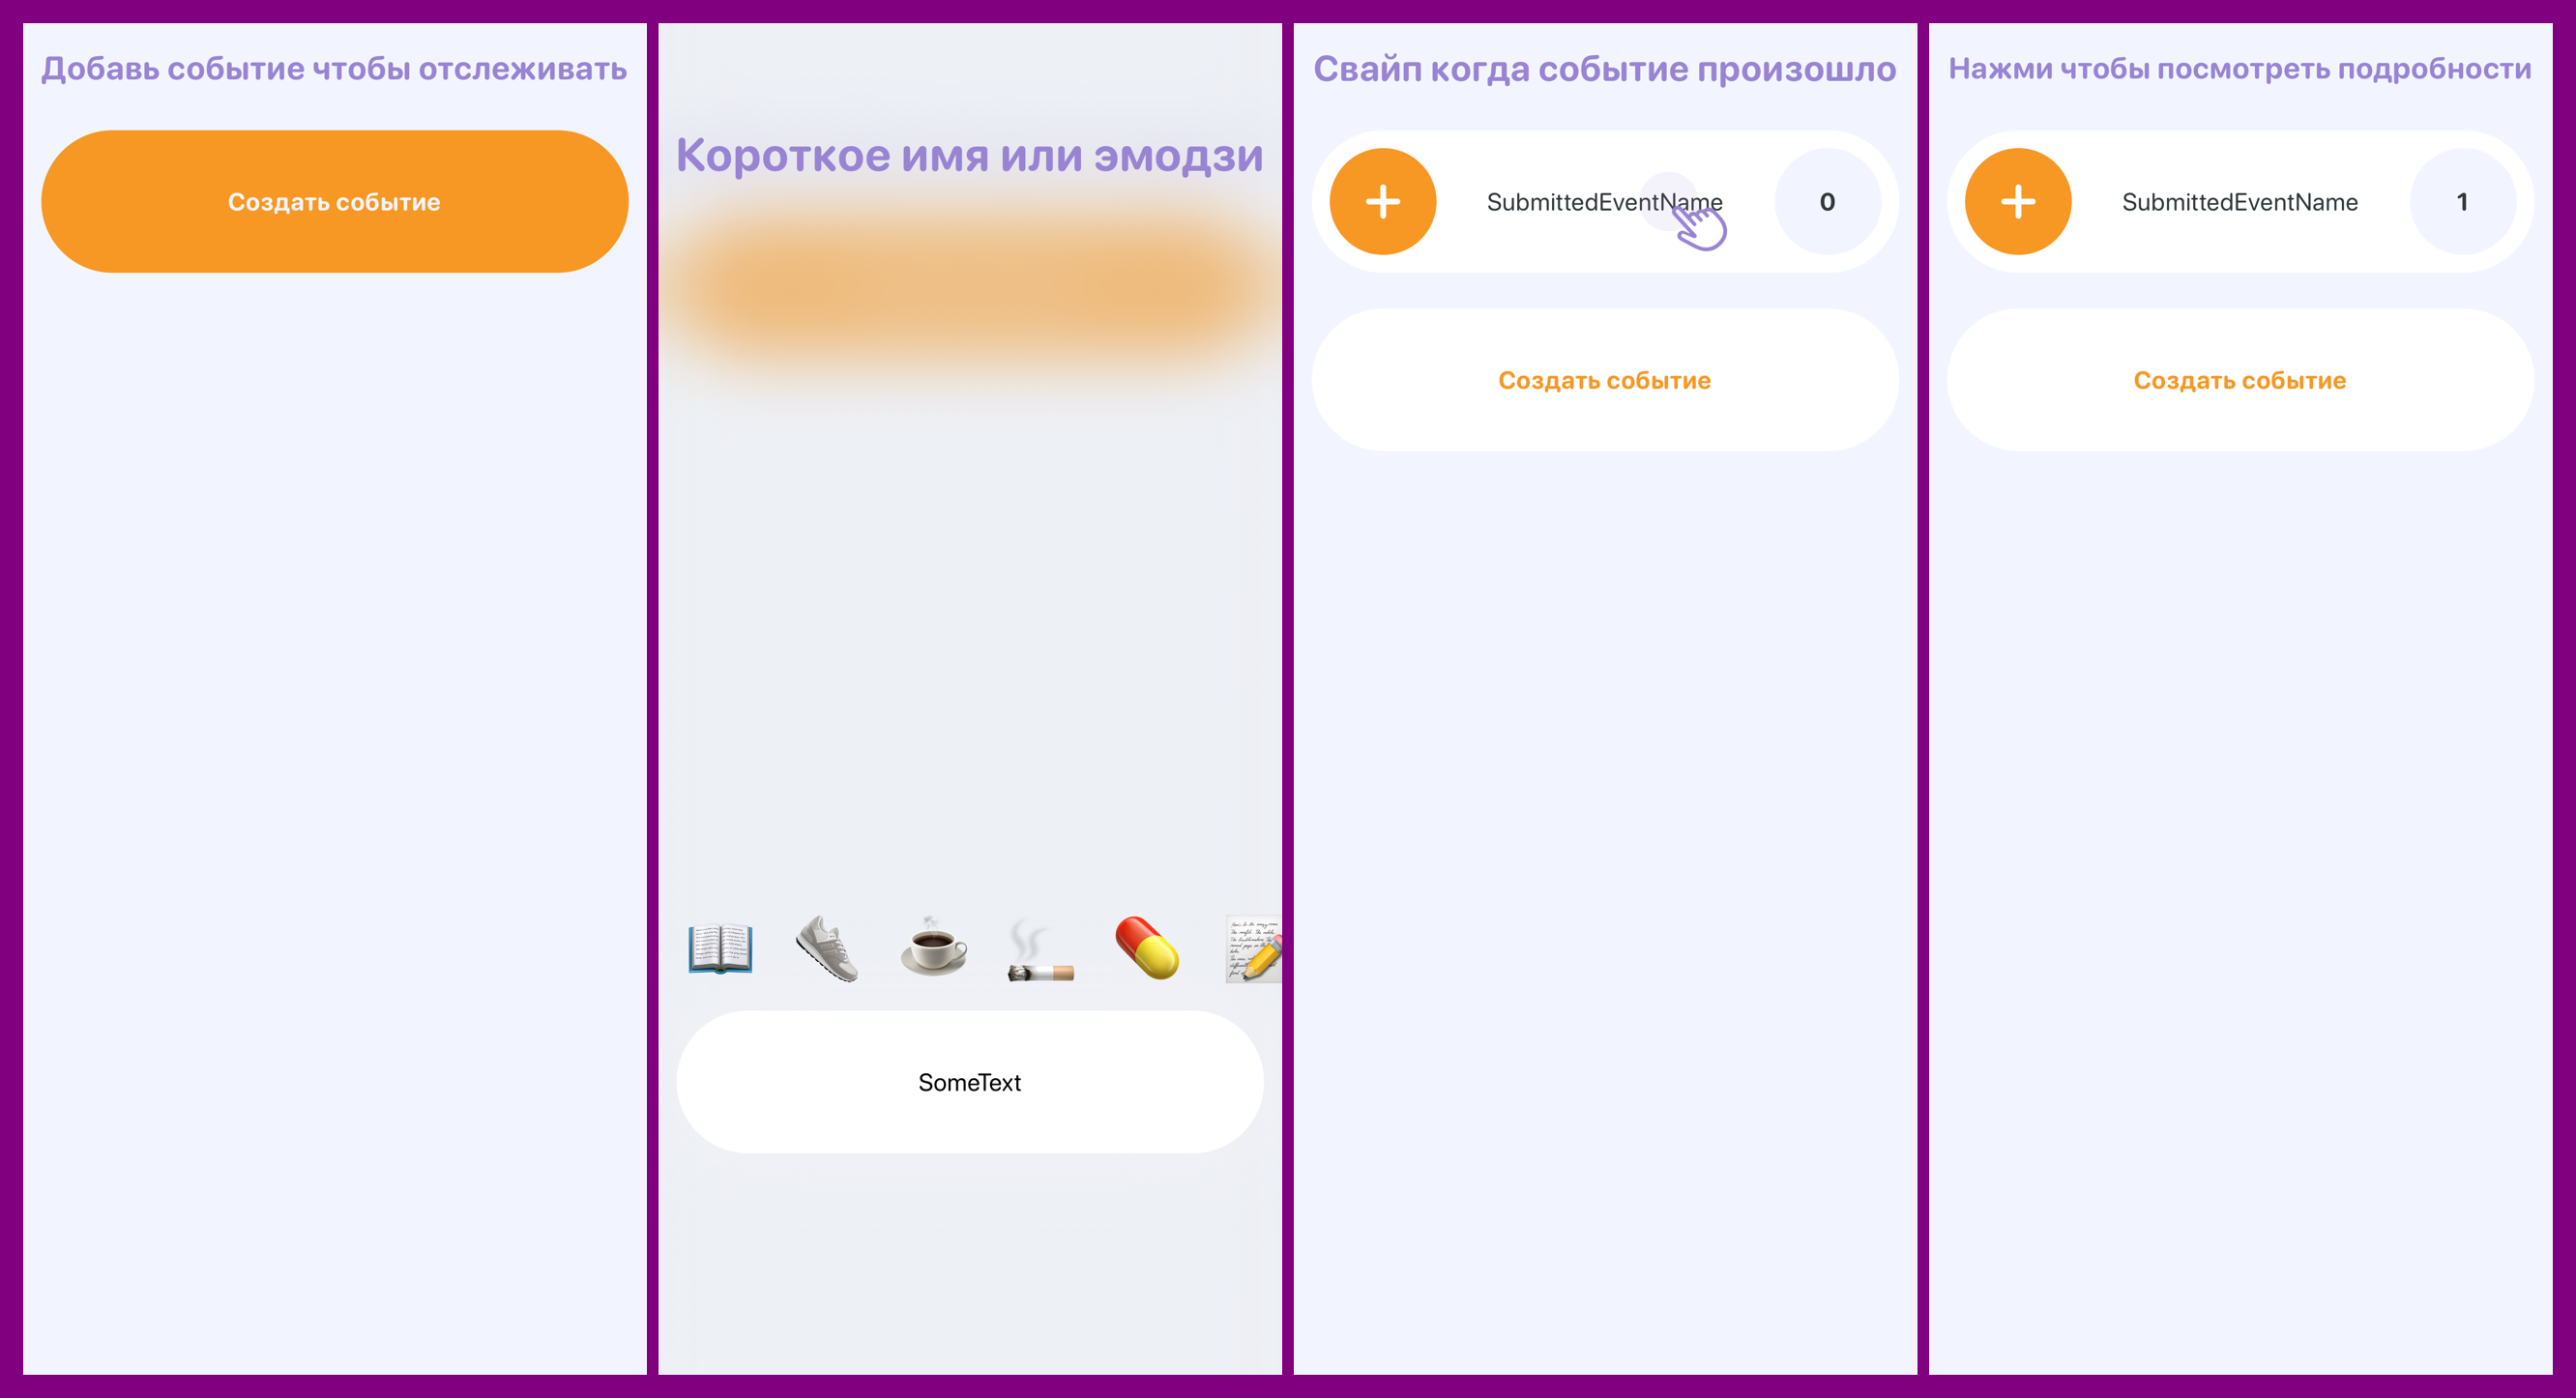 Добавь событие чтобы отслеживать
Создать событие
Короткое имя или эмодзи
SomeText
Свайп когда событие произошло
SubmittedEventName
0
Создать событие
Нажми чтобы посмотреть подробности
SubmittedEventName
1
Создать событие